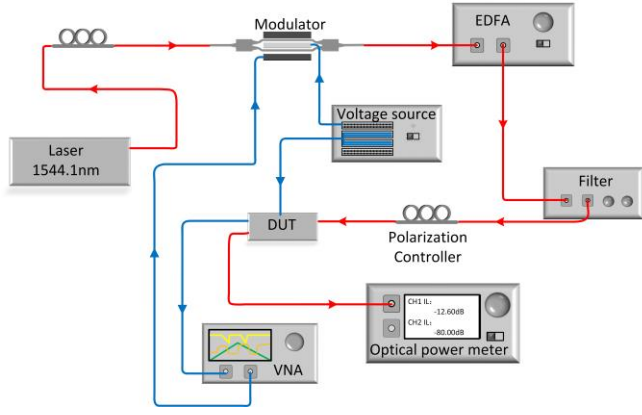 Modulator
EDFA
Voltage source
Laser
1544.1nm
Filter
DUT
Polarization
Controller
CH1 IL:
-12.60dB
CH2 IL:
-80.00dB
Optical power meter
VNA